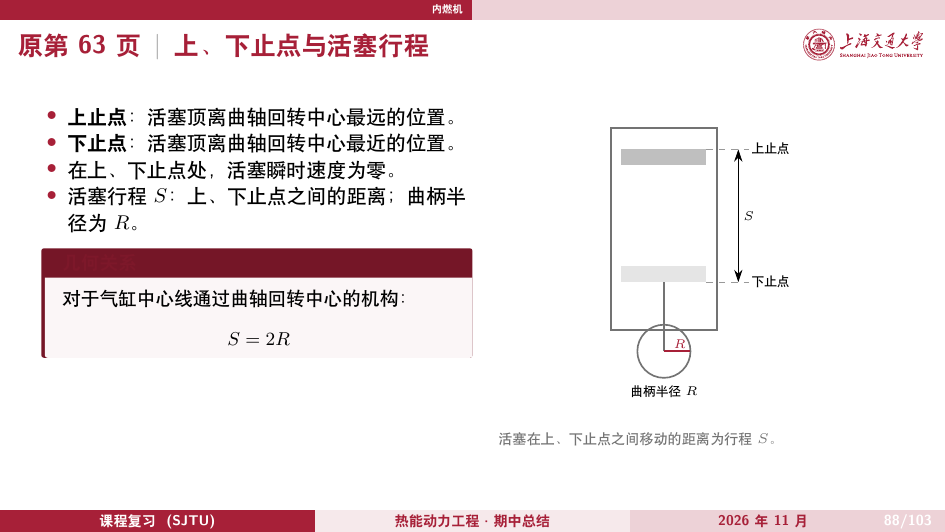 内燃机
原第 63 页 | 上、下止点与活塞行程
上海交通大学
SHANGHAI JIAO TONG UNIVERSITY
• 上止点：活塞顶离曲轴回转中心最远的位置。
• 下止点：活塞顶离曲轴回转中心最近的位置。
• 在上、下止点处，活塞瞬时速度为零。
• 活塞行程 S：上、下止点之间的距离；曲柄半
径为 R。
几何关系
对于气缸中心线通过曲轴回转中心的机构：
S = 2R
上止点
S
下止点
R
曲柄半径 R
活塞在上、下止点之间移动的距离为行程 S。
课程复习 (SJTU)
热能动力工程 · 期中总结
2026 年 11 月
88/103